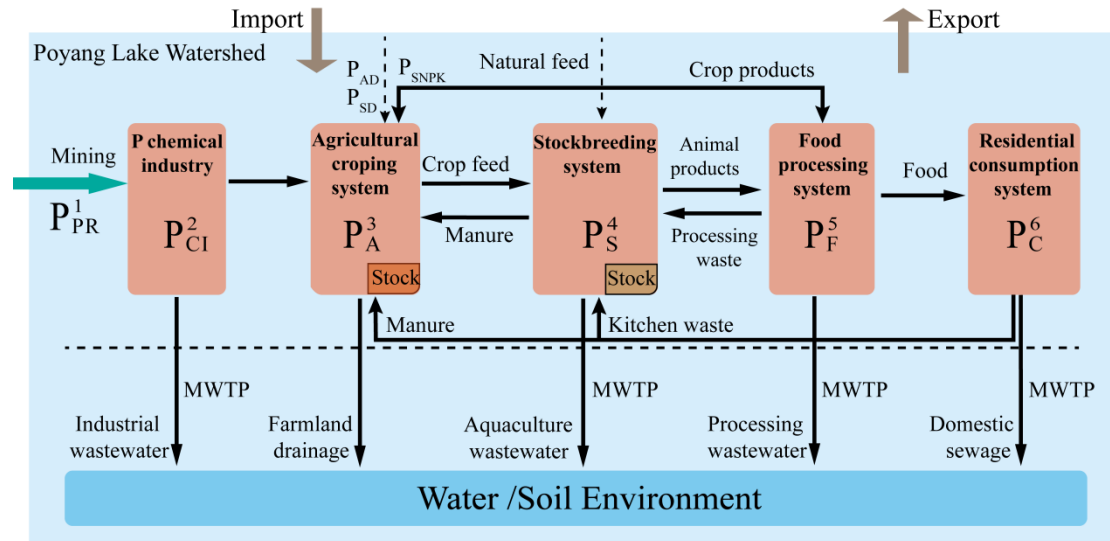 Import
Export
Poyang Lake Watershed
P_AD
P_SD
P_SNPK
Natural feed
Crop products
Mining
P^1_PR
P chemical
industry
P^2_CI
Agricultural
croping
system
P^3_A
Stock
Crop feed
Manure
Stockbreeding
system
P^4_S
Stock
Animal
products
Processing
waste
Food
processing
system
P^5_F
Food
Residential
consumption
system
P^6_C
Manure
Kitchen waste
MWTP
MWTP
MWTP
MWTP
Industrial
wastewater
Farmland
drainage
Aquaculture
wastewater
Processing
wastewater
Domestic
sewage
Water /Soil Environment